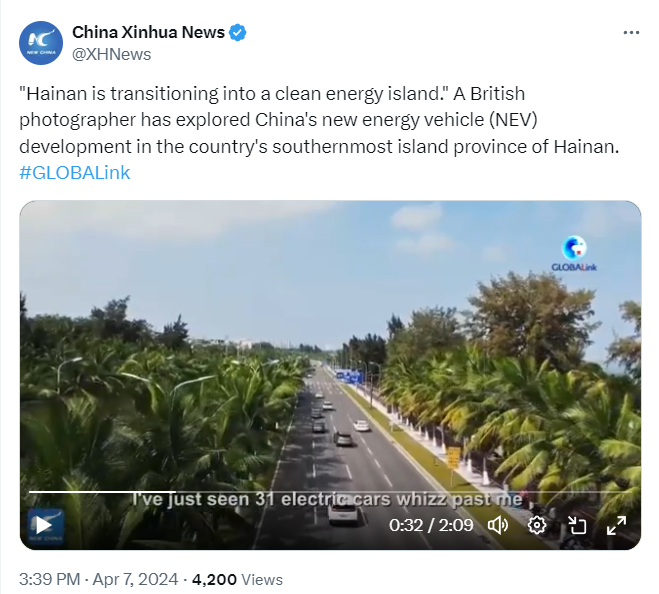 China Xinhua News
@XHNews
"Hainan is transitioning into a clean energy island." A British
photographer has explored China's new energy vehicle (NEV)
development in the country's southernmost island province of Hainan.
#GLOBALink
GLOBALink
I've just seen 31 electric cars whizz past me
NEW CHINA
0:32 / 2:09
3:39 PM · Apr 7, 2024 · 4,200 Views